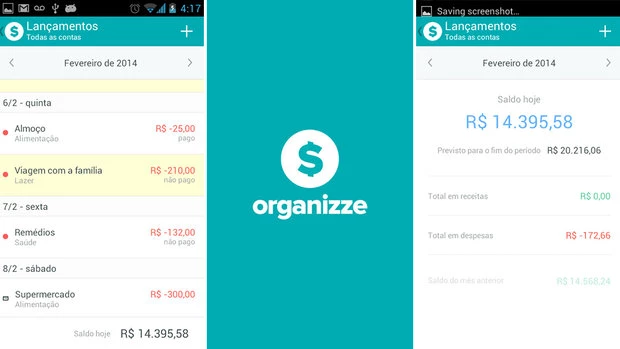 4:17
Lançamentos
Todas as contas
+
Fevereiro de 2014
6/2 - quinta
Almoço
R$ -25,00
Alimentação
pago
Viagem com a familia
R$ -210,00
Lazer
não pago
7/2 - sexta
Remédios
R$ -132,00
Saúde
não pago
8/2 - sábado
Supermercado
R$ -300,00
Alimentação
Saldo hoje R$ 14.395,58
$
organizze
Saving screenshot...
Lançamentos
Todas as contas
+
Fevereiro de 2014
Saldo hoje
R$ 14.395,58
Previsto para o fim do período R$ 20.216,06
Total em receitas R$ 0,00
Total em despesas R$ -172,66
Saldo do mês anterior R$ 14.568,24